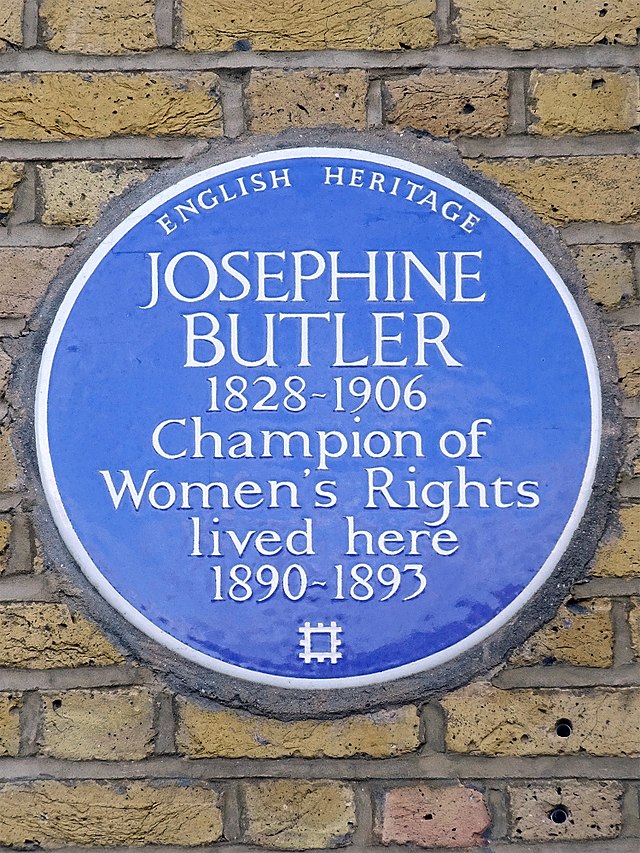 ENGLISH HERITAGE
JOSEPHINE
BUTLER
1828~1906
Champion of
Women's Rights
lived here
1890~1893